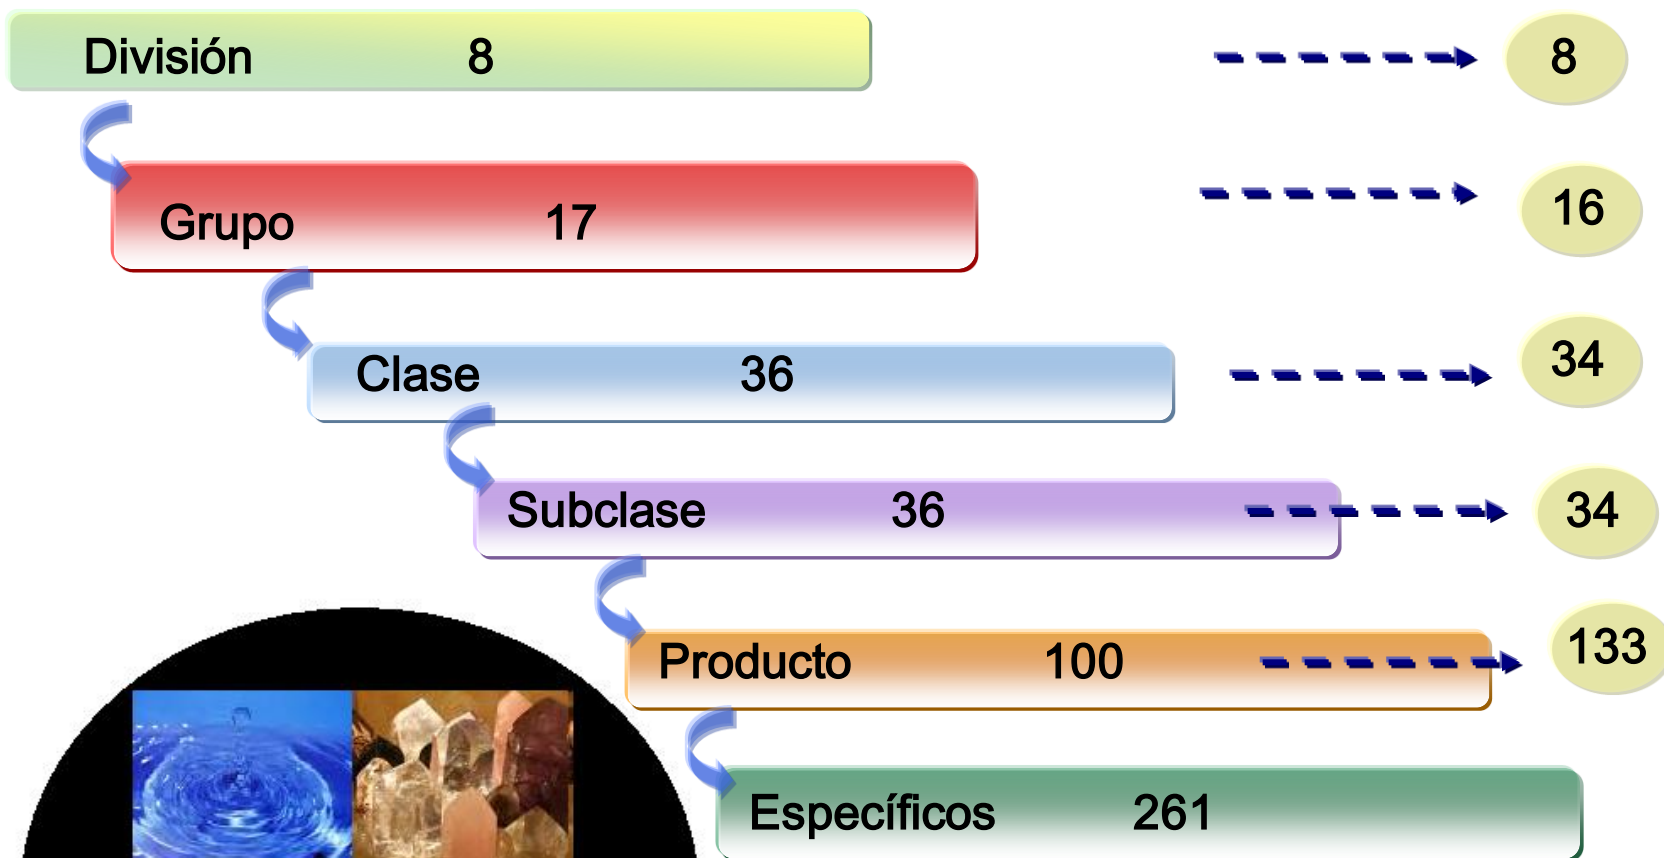 División 8 8
Grupo 17 16
Clase 36 34
Subclase 36 34
Producto 100 133
Específicos 261